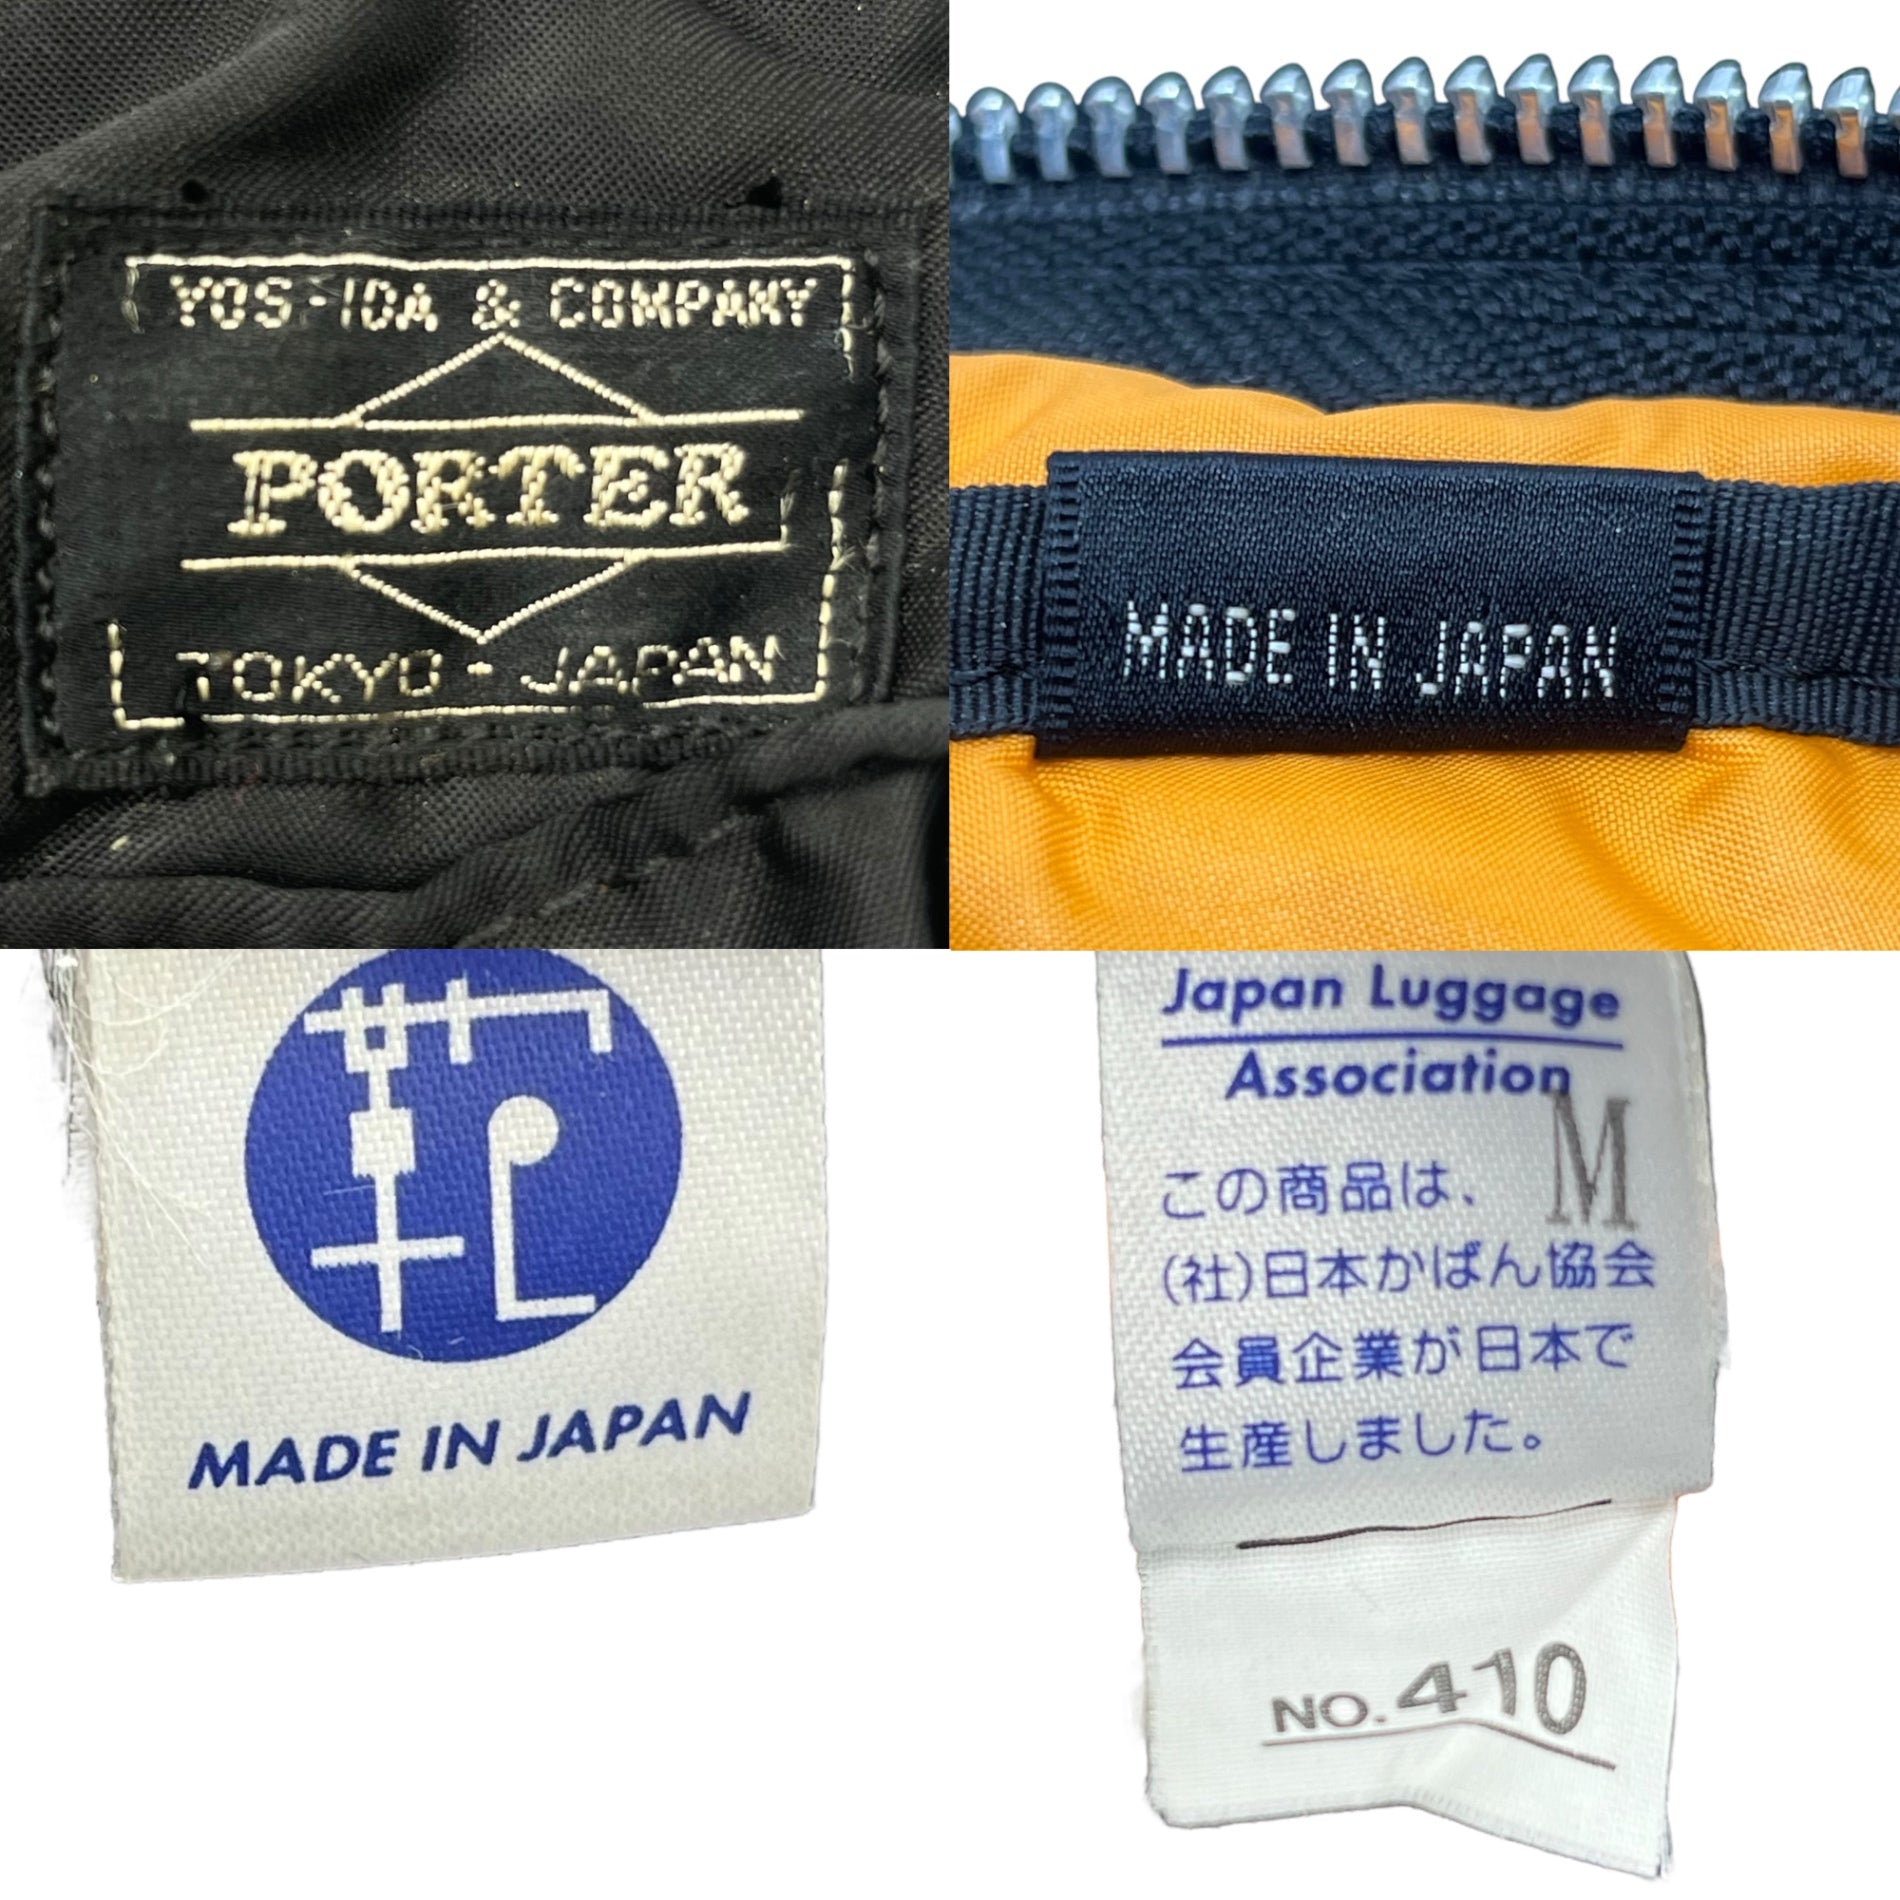 YOSHIDA & COMPANY
PORTER
TOKYO - JAPAN
MADE IN JAPAN
MADE IN JAPAN
Japan Luggage
Association
M
この商品は、
(社)日本かばん協会
会員企業が日本で
生産しました。
NO.410